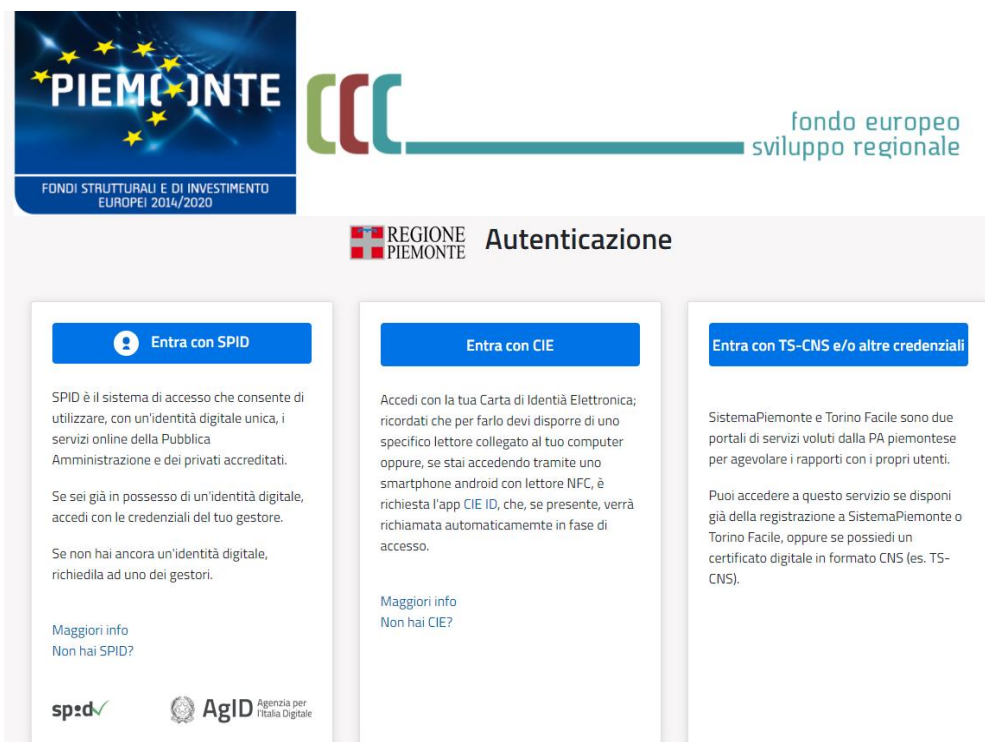 PIEMONTE
FONDI STRUTTURALI E DI INVESTIMENTO
EUROPEI 2014/2020
fondo europeo
sviluppo regionale
REGIONE
PIEMONTE
Autenticazione
Entra con SPID
SPID è il sistema di accesso che consente di
utilizzare, con un'identità digitale unica, i
servizi online della Pubblica
Amministrazione e dei privati accreditati.
Se sei già in possesso di un'identità digitale,
accedi con le credenziali del tuo gestore.
Se non hai ancora un'identità digitale,
richiedila ad uno dei gestori.
Maggiori info
Non hai SPID?
spid
AgID Agenzia per
l'Italia Digitale
Entra con CIE
Accedi con la tua Carta di Identià Elettronica;
ricordati che per farlo devi disporre di uno
specifico lettore collegato al tuo computer
oppure, se stai accedendo tramite uno
smartphone android con lettore NFC, è
richiesta l'app CIE ID, che, se presente, verrà
richiamata automaticamemte in fase di
accesso.
Maggiori info
Non hai CIE?
Entra con TS-CNS e/o altre credenziali
SistemaPiemonte e Torino Facile sono due
portali di servizi voluti dalla PA piemontese
per agevolare i rapporti con i propri utenti.
Puoi accedere a questo servizio se disponi
già della registrazione a SistemaPiemonte o
Torino Facile, oppure se possiedi un
certificato digitale in formato CNS (es. TS-
CNS).